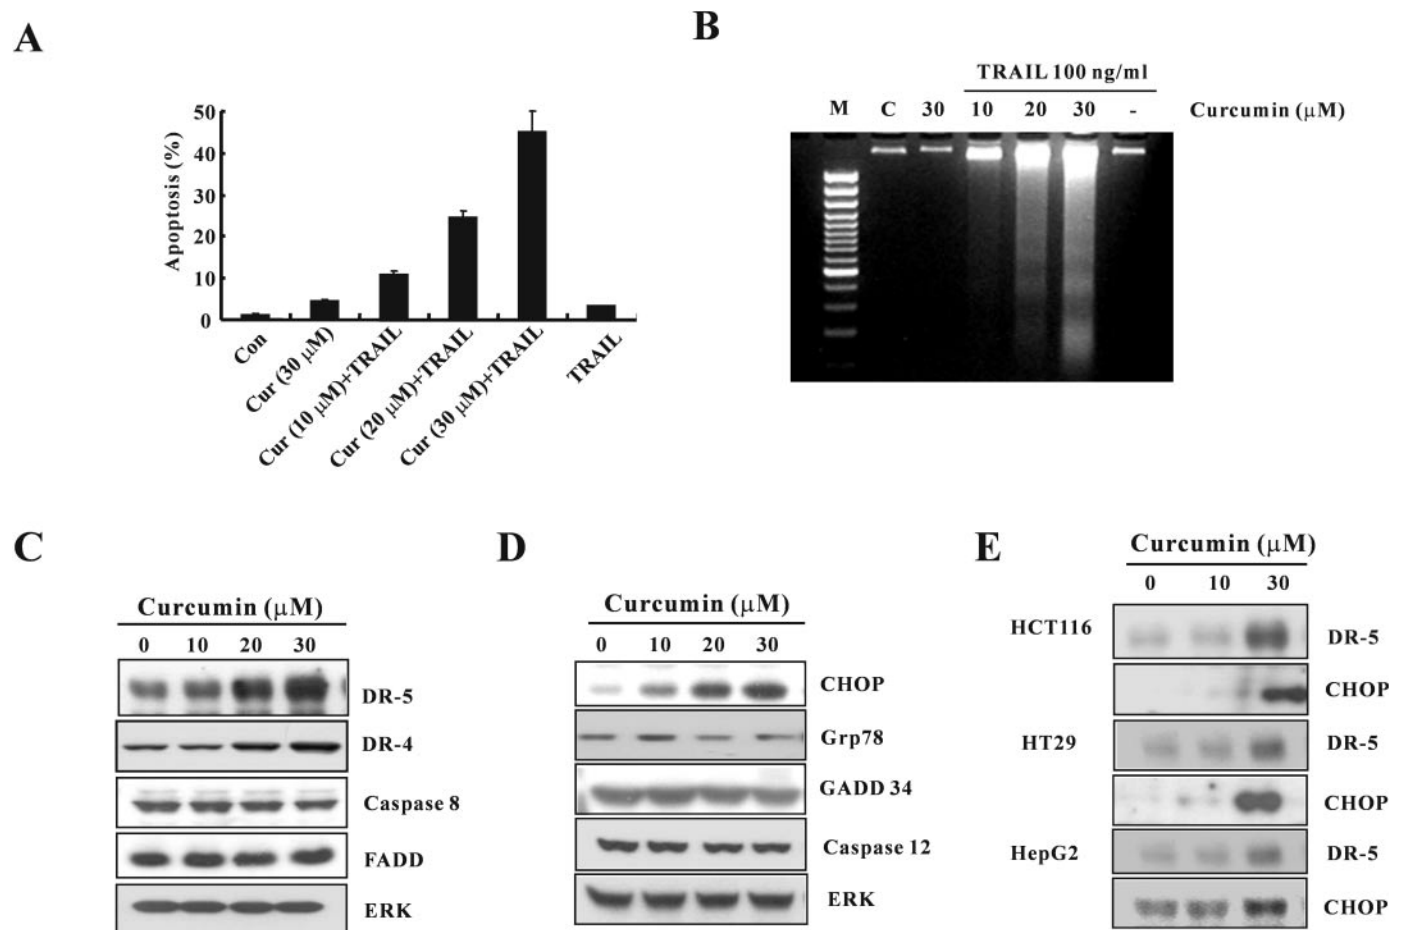 A
50
40
30
20
10
0
Apoptosis (%)
Con
Cur (30 μM)
Cur (10 μM)+TRAIL
Cur (20 μM)+TRAIL
Cur (30 μM)+TRAIL
TRAIL
B
TRAIL 100 ng/ml
M C 30 10 20 30 - Curcumin (μM)
C
Curcumin (μM)
0 10 20 30
DR-5
DR-4
Caspase 8
FADD
ERK
D
Curcumin (μM)
0 10 20 30
CHOP
Grp78
GADD 34
Caspase 12
ERK
E
Curcumin (μM)
0 10 30
HCT116 DR-5
CHOP
HT29 DR-5
CHOP
HepG2 DR-5
CHOP